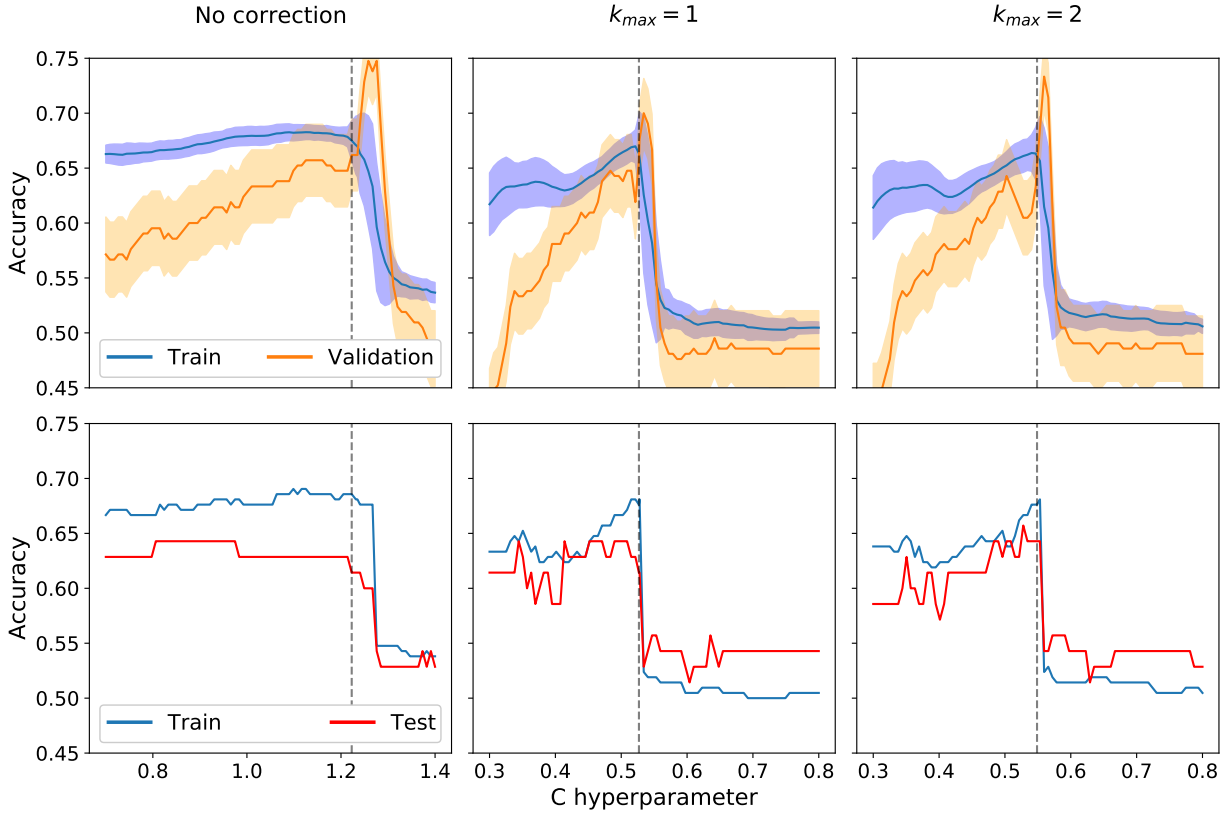 No correction
k_max = 1
k_max = 2
0.75
0.70
0.65
0.60
0.55
0.50
0.45
Accuracy
Train
Validation
0.75
0.70
0.65
0.60
0.55
0.50
0.45
Accuracy
Train
Test
0.8 1.0 1.2 1.4
0.3 0.4 0.5 0.6 0.7 0.8
0.3 0.4 0.5 0.6 0.7 0.8
C hyperparameter